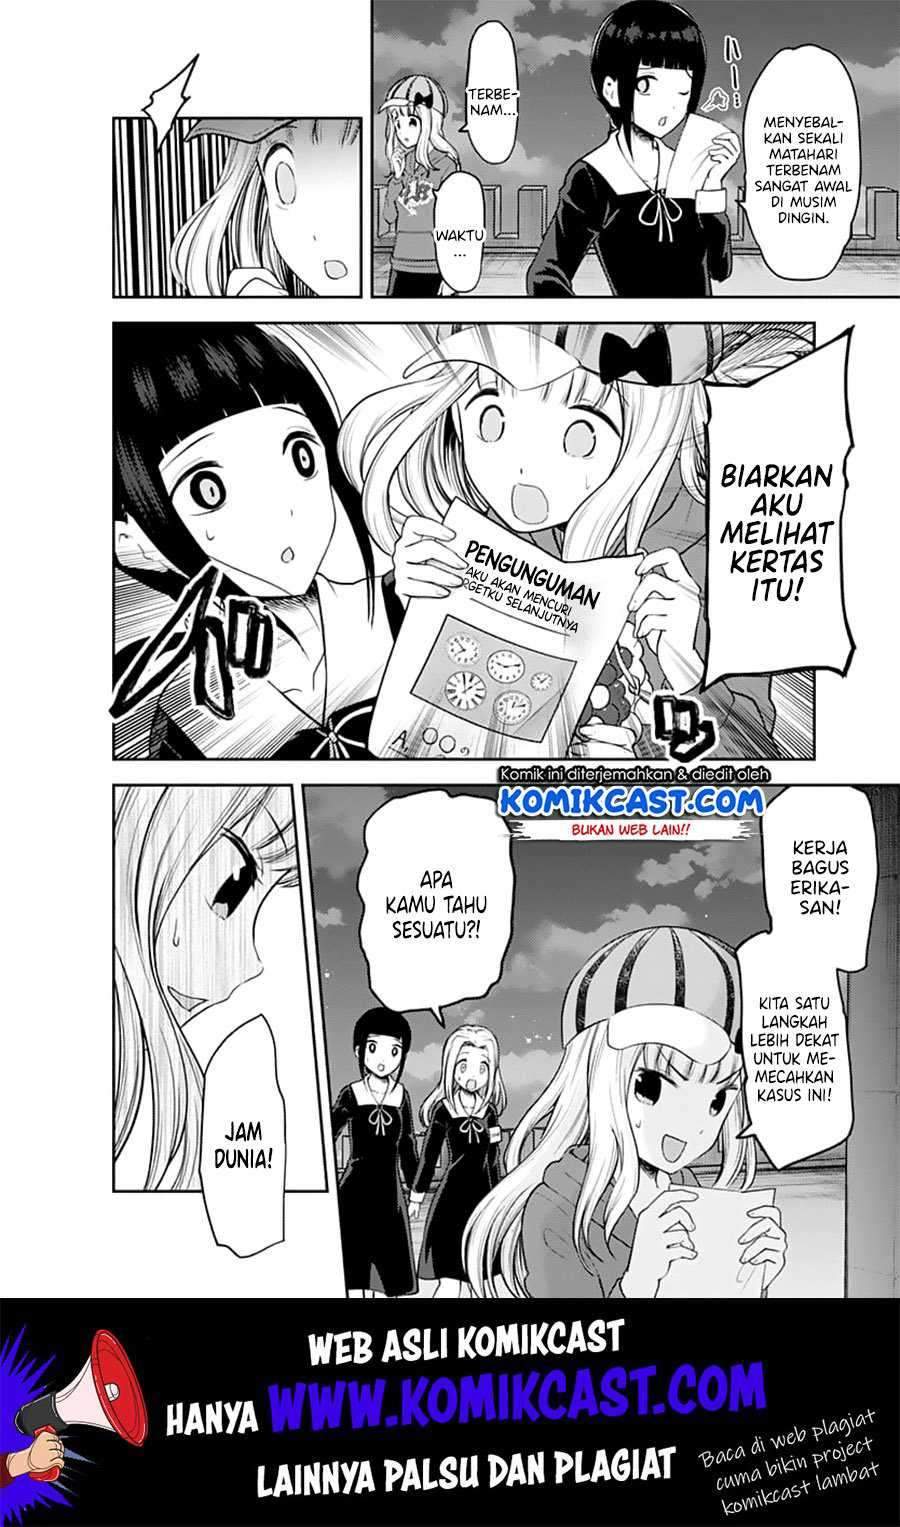 MENYEBAL-
KAN SEKALI
MATAHARI
TERBENAM
SANGAT AWAL
DI MUSIM
DINGIN.
TERBE-
NAM...
WAKTU
...
BIARKAN
AKU
MELIHAT
KERTAS
ITU!
PENGUNGUMAN
AKU AKAN MENCURI
RGETKU SELANJUTNYA
Komik ini diterjemahkan & diedit oleh
KOMIKCAST.COM
BUKAN WEB LAIN!!
KERJA
BAGUS
ERIKA-
SAN!
KITA SATU
LANGKAH
LEBIH DEKAT
UNTUK ME-
MECAHKAN
KASUS INI!
APA
KAMU TAHU
SESUATU?!
JAM
DUNIA!
WEB ASLI KOMIKCAST
HANYA WWW.KOMIKCAST.COM
LAINNYA PALSU DAN PLAGIAT
Baca di web plagiat
cuma bikin project
komikcast lambat